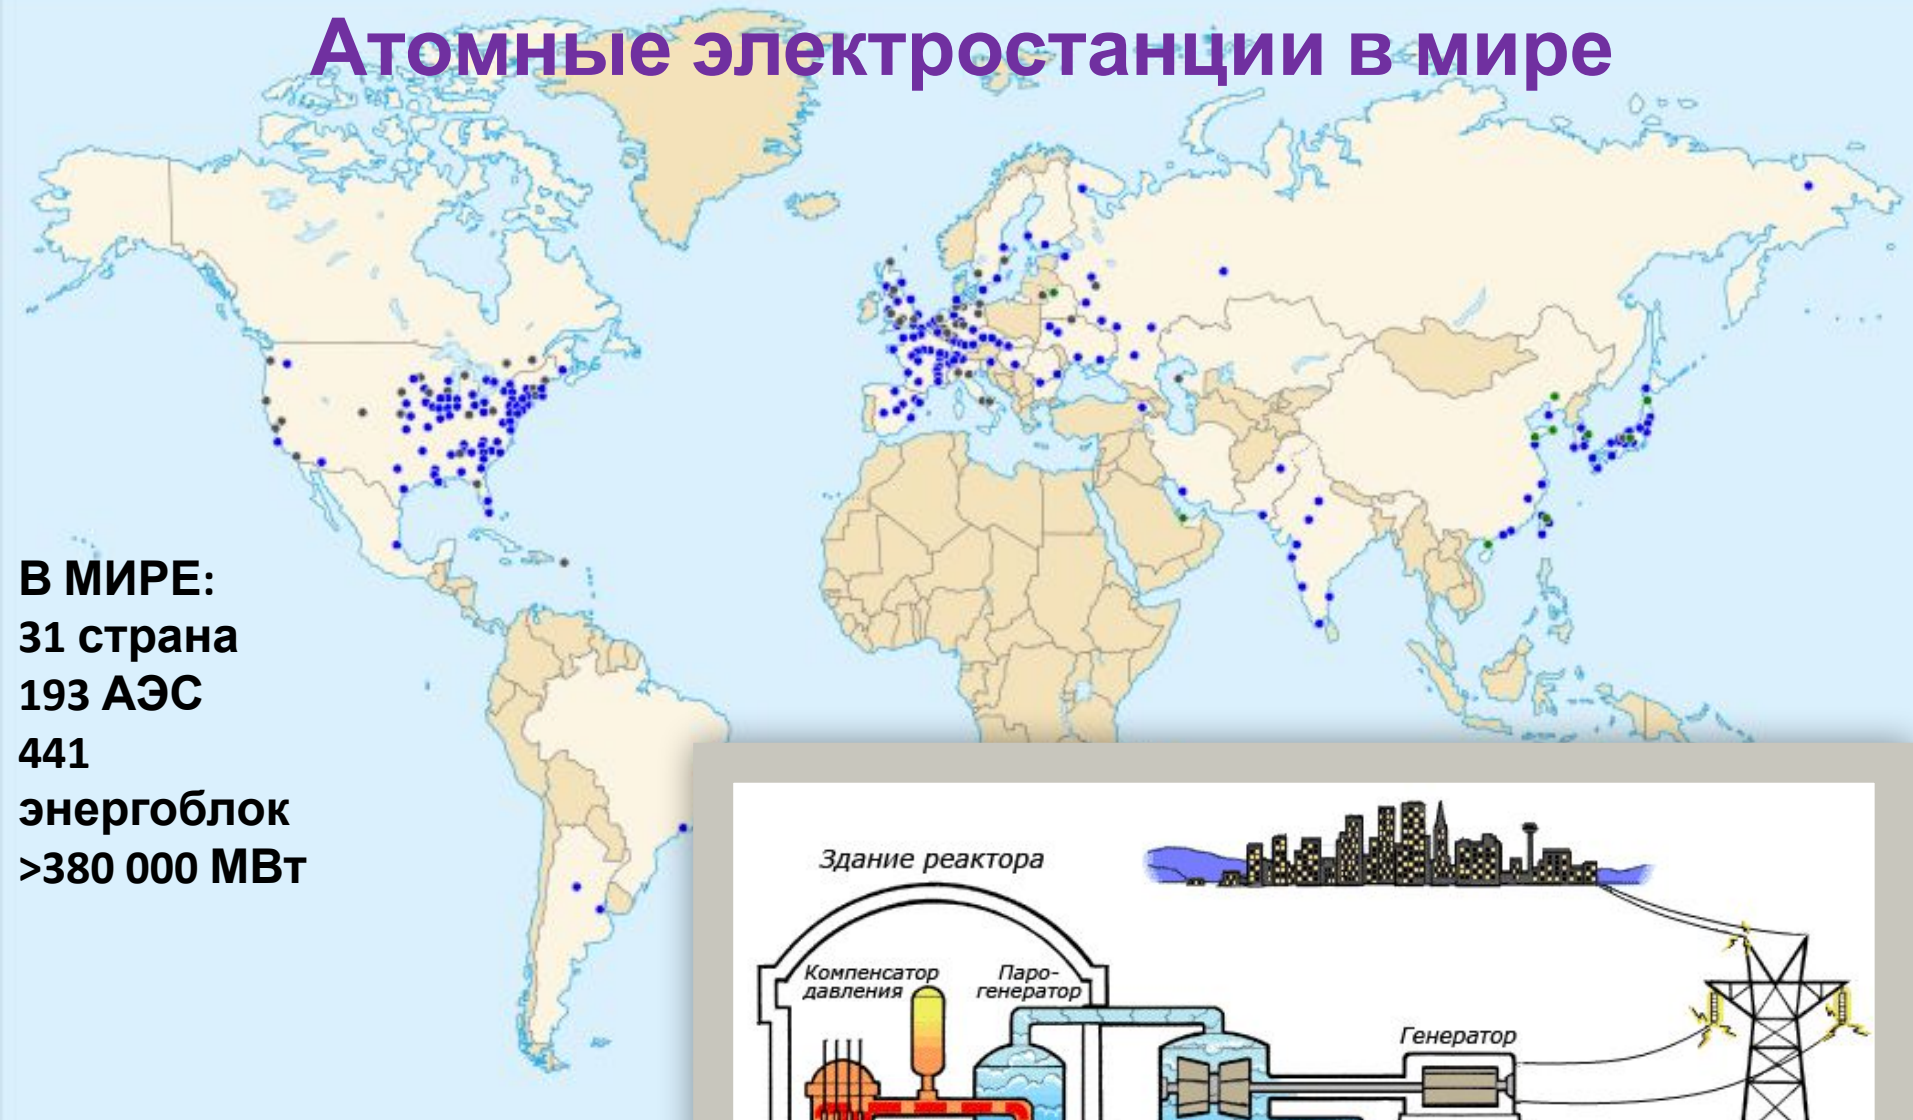 Атомные электростанции в мире
В МИРЕ:
31 страна
193 АЭС
441
энергоблок
>380 000 МВт
Здание реактора
Компенсатор
давления
Паро-
генератор
Генератор